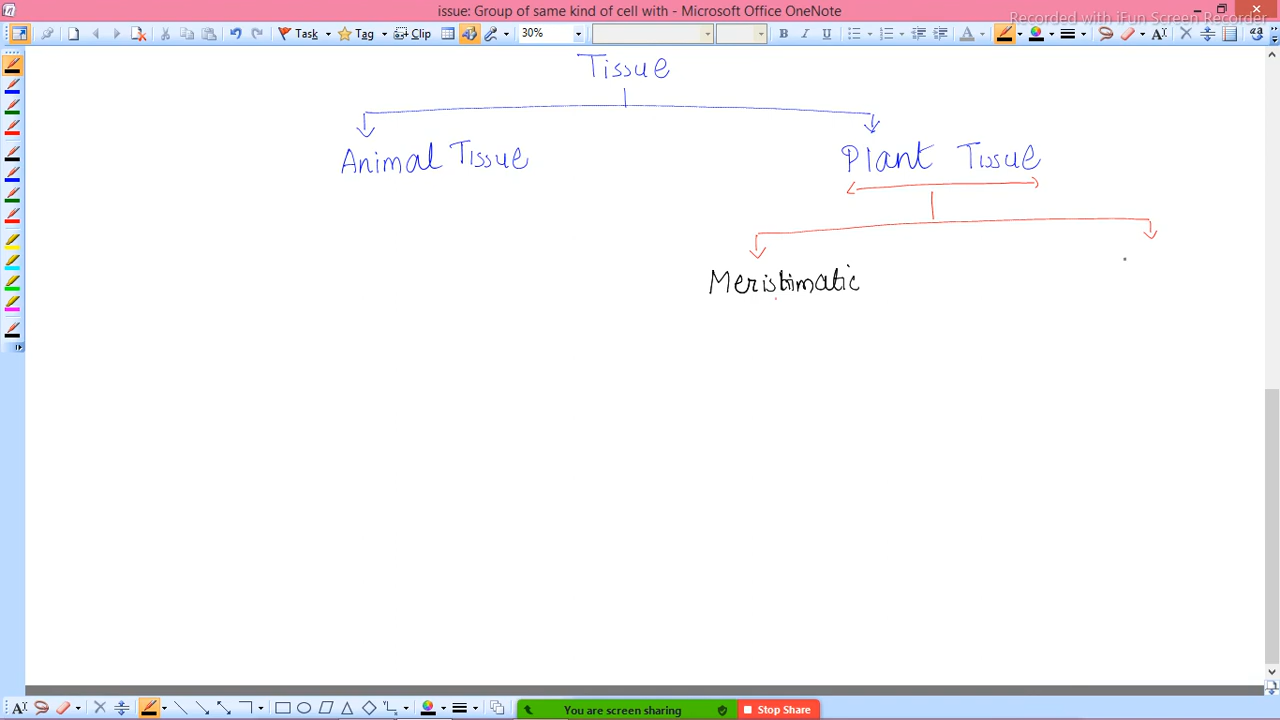 issue: Group of same kind of cell with - Microsoft Office OneNote
Recorded with iFun Screen Recorder
Task Tag Clip 30% B I U
Tissue
Animal Tissue Plant Tissue
Meristimatic
You are screen sharing Stop Share